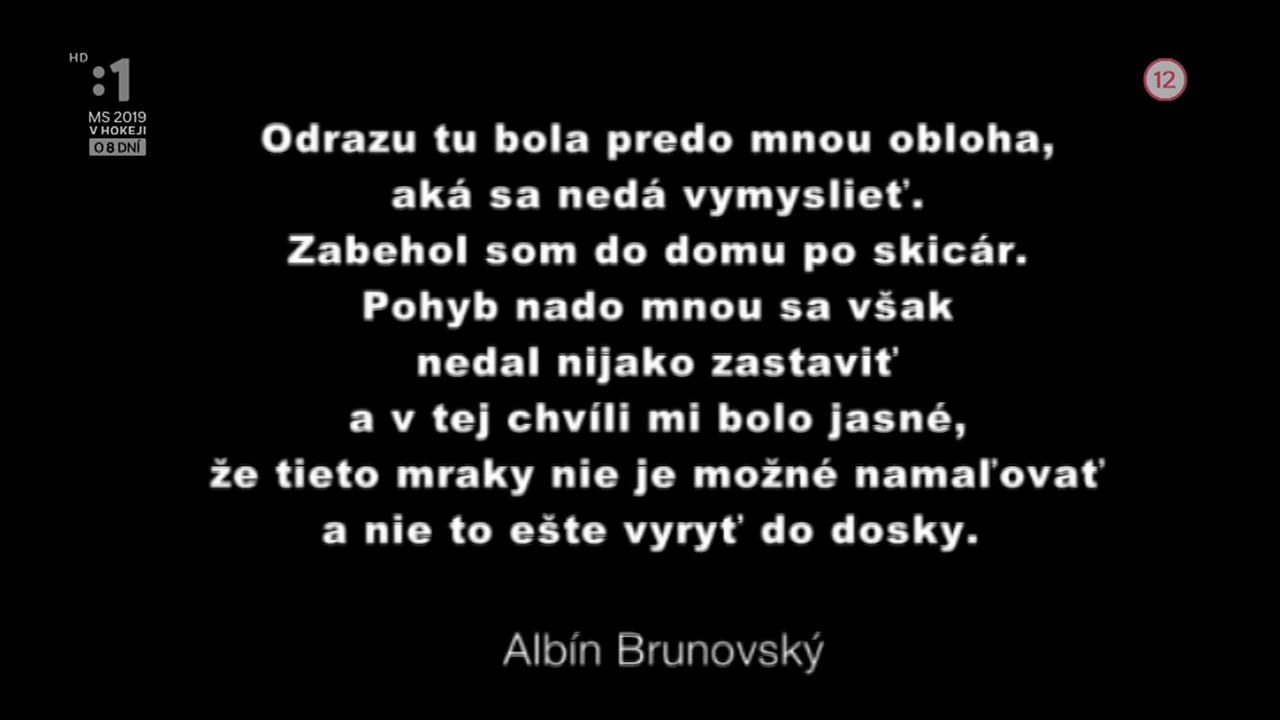 HD
:1
MS 2019
V HOKEJI
O 8 DNÍ
12
Odrazu tu bola predo mnou obloha,
aká sa nedá vymyslieť.
Zabehol som do domu po skicár.
Pohyb nado mnou sa však
nedal nijako zastaviť
a v tej chvíli mi bolo jasné,
že tieto mraky nie je možné namaľovať
a nie to ešte vyryť do dosky.
Albín Brunovský